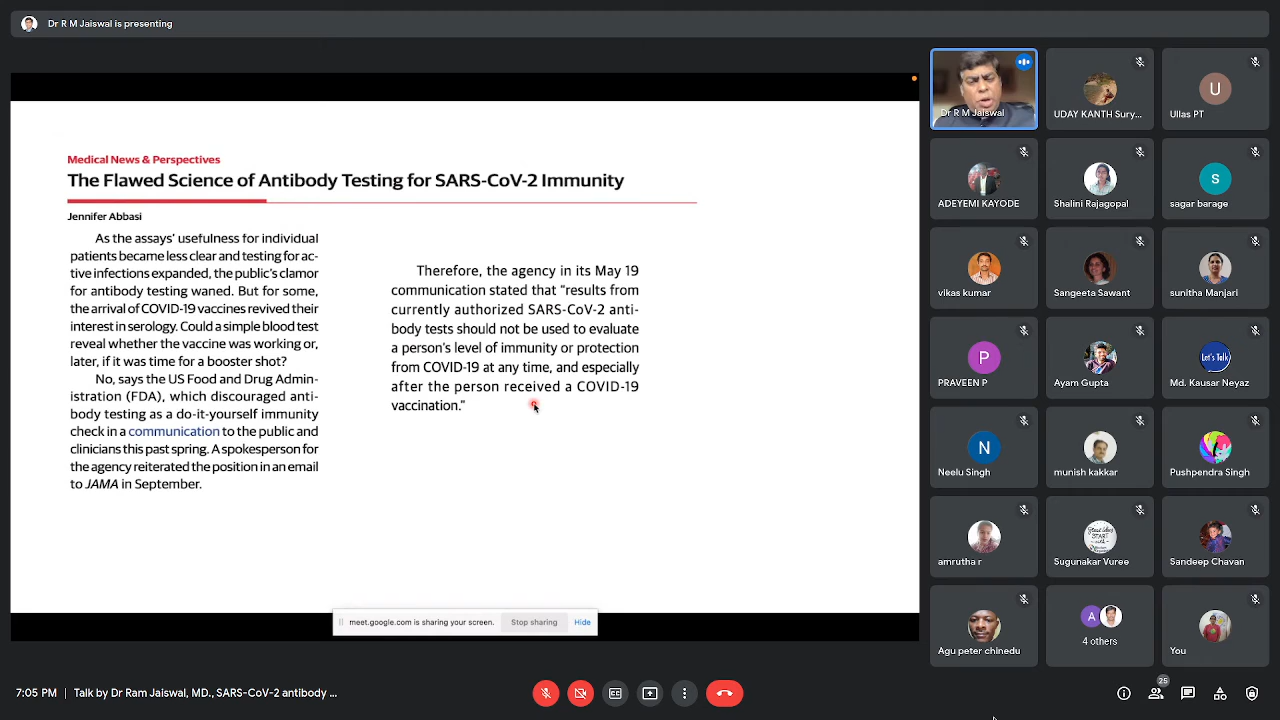 Dr R M Jaiswal is presenting
Medical News & Perspectives
The Flawed Science of Antibody Testing for SARS-CoV-2 Immunity
Jennifer Abbasi
As the assays' usefulness for individual
patients became less clear and testing for ac-
tive infections expanded, the public's clamor
for antibody testing waned. But for some,
the arrival of COVID-19 vaccines revived their
interest in serology. Could a simple blood test
reveal whether the vaccine was working or,
later, if it was time for a booster shot?
No, says the US Food and Drug Admin-
istration (FDA), which discouraged anti-
body testing as a do-it-yourself immunity
check in a communication to the public and
clinicians this past spring. A spokesperson for
the agency reiterated the position in an email
to JAMA in September.
Therefore, the agency in its May 19
communication stated that "results from
currently authorized SARS-CoV-2 anti-
body tests should not be used to evaluate
a person's level of immunity or protection
from COVID-19 at any time, and especially
after the person received a COVID-19
vaccination."
meet.google.com is sharing your screen.
Stop sharing
Hide
Dr R M Jaiswal
UDAY KANTH Sury...
U
Ullas PT
ADEYEMI KAYODE
Shalini Rajagopal
s
sagar barage
vikas kumar
Sangeeta Sawant
sunitha Munjarl
P
PRAVEEN P
Ayan Gupta
Let's Talk
N
Neelu Singh
munish kakkar
Pushpendra Singh
amruthe r
START
Sugunakar Vuree
Sandeep Chavan
Agu peter chinedu
A
4 others
You
7:05 PM | Talk by Dr Ram Jaiswal, MD., SARS-CoV-2 antibody ...
25